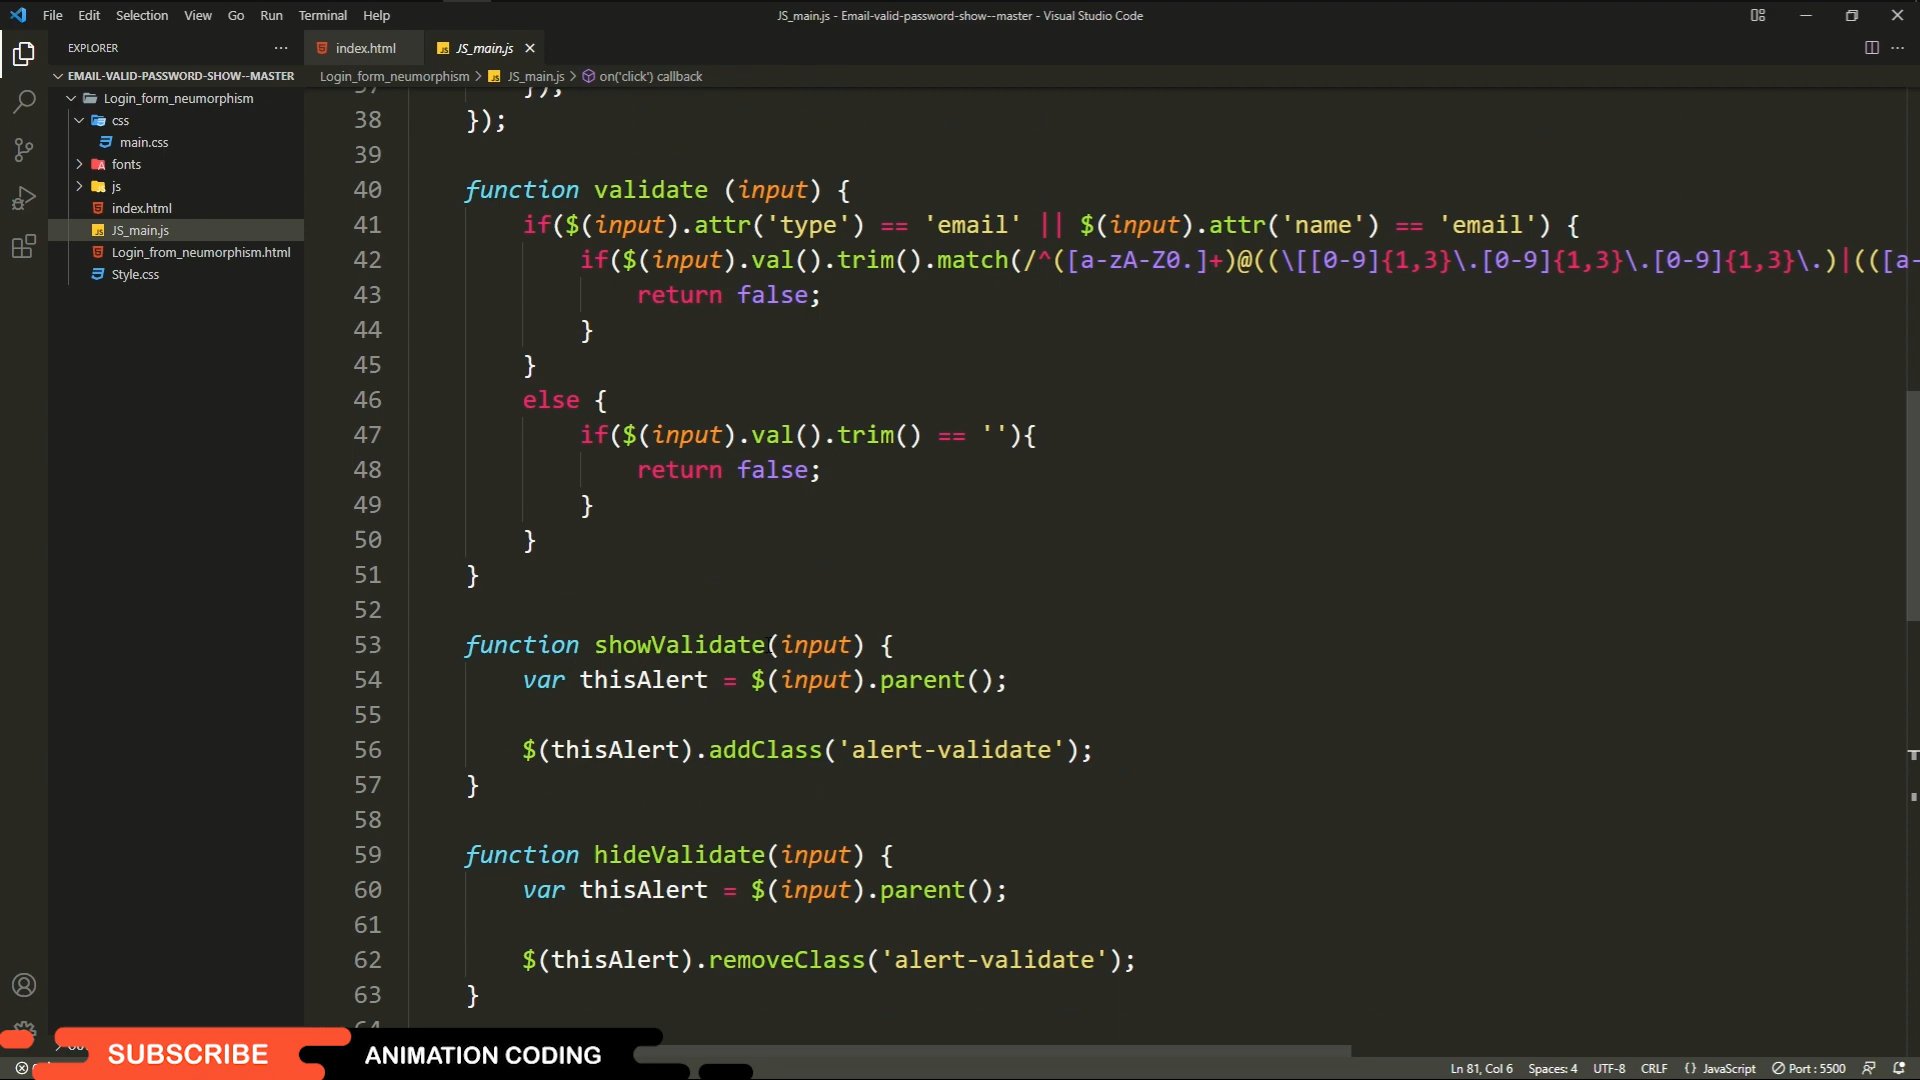 File Edit Selection View Go Run Terminal Help
JS_main.js - Email-valid-password-show--master - Visual Studio Code
EXPLORER
EMAIL-VALID-PASSWORD-SHOW--MASTER
Login_form_neumorphism
css
main.css
fonts
js
index.html
JS_main.js
Login_from_neumorphism.html
Style.css
index.html
JS_main.js
Login_form_neumorphism > JS_main.js > on('click') callback
37 });
38 });
39
40 function validate (input) {
41 if($(input).attr('type') == 'email' || $(input).attr('name') == 'email') {
42 if($(input).val().trim().match(/^([a-zA-Z0.]+)@((\[[0-9]{1,3}\.[0-9]{1,3}\.[0-9]{1,3}\.)|(([a-
43 return false;
44 }
45 }
46 else {
47 if($(input).val().trim() == ''){
48 return false;
49 }
50 }
51 }
52
53 function showValidate(input) {
54 var thisAlert = $(input).parent();
55
56 $(thisAlert).addClass('alert-validate');
57 }
58
59 function hideValidate(input) {
60 var thisAlert = $(input).parent();
61
62 $(thisAlert).removeClass('alert-validate');
63 }
64
SUBSCRIBE
ANIMATION CODING
Ln 81, Col 6 Spaces: 4 UTF-8 CRLF {} JavaScript Port : 5500